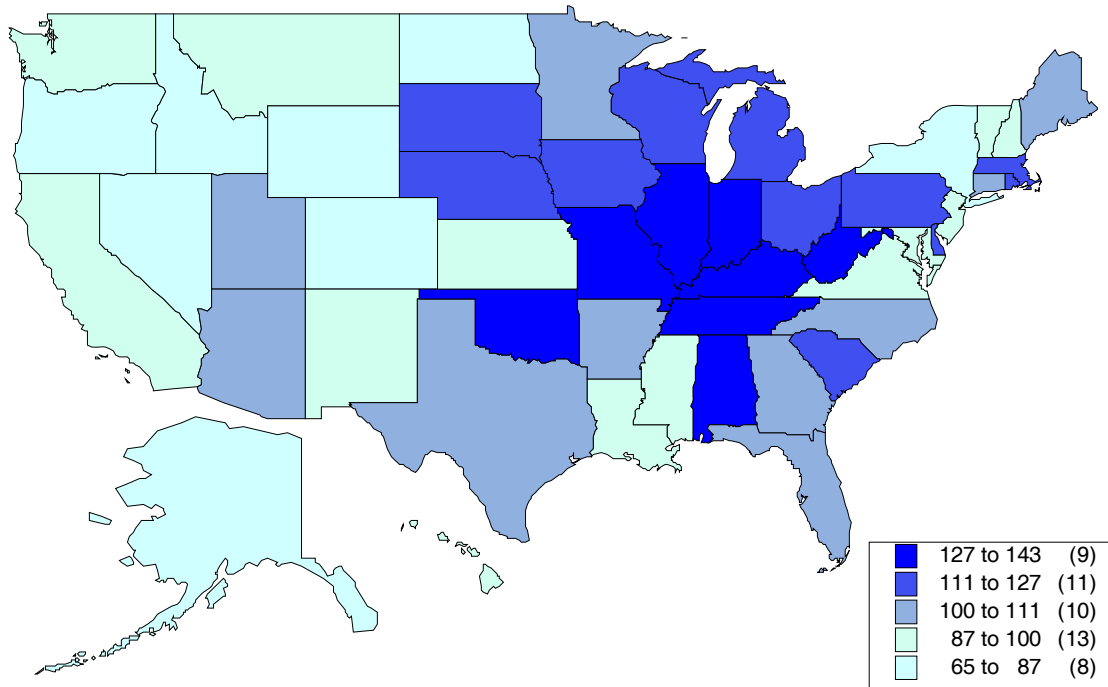 127 to 143 (9)
111 to 127 (11)
100 to 111 (10)
87 to 100 (13)
65 to 87 (8)